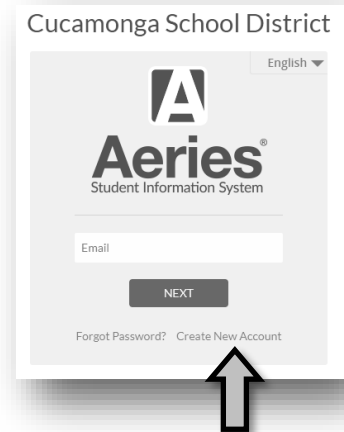 Cucamonga School District
English
Aeries®
Student Information System
Email
NEXT
Forgot Password? Create New Account